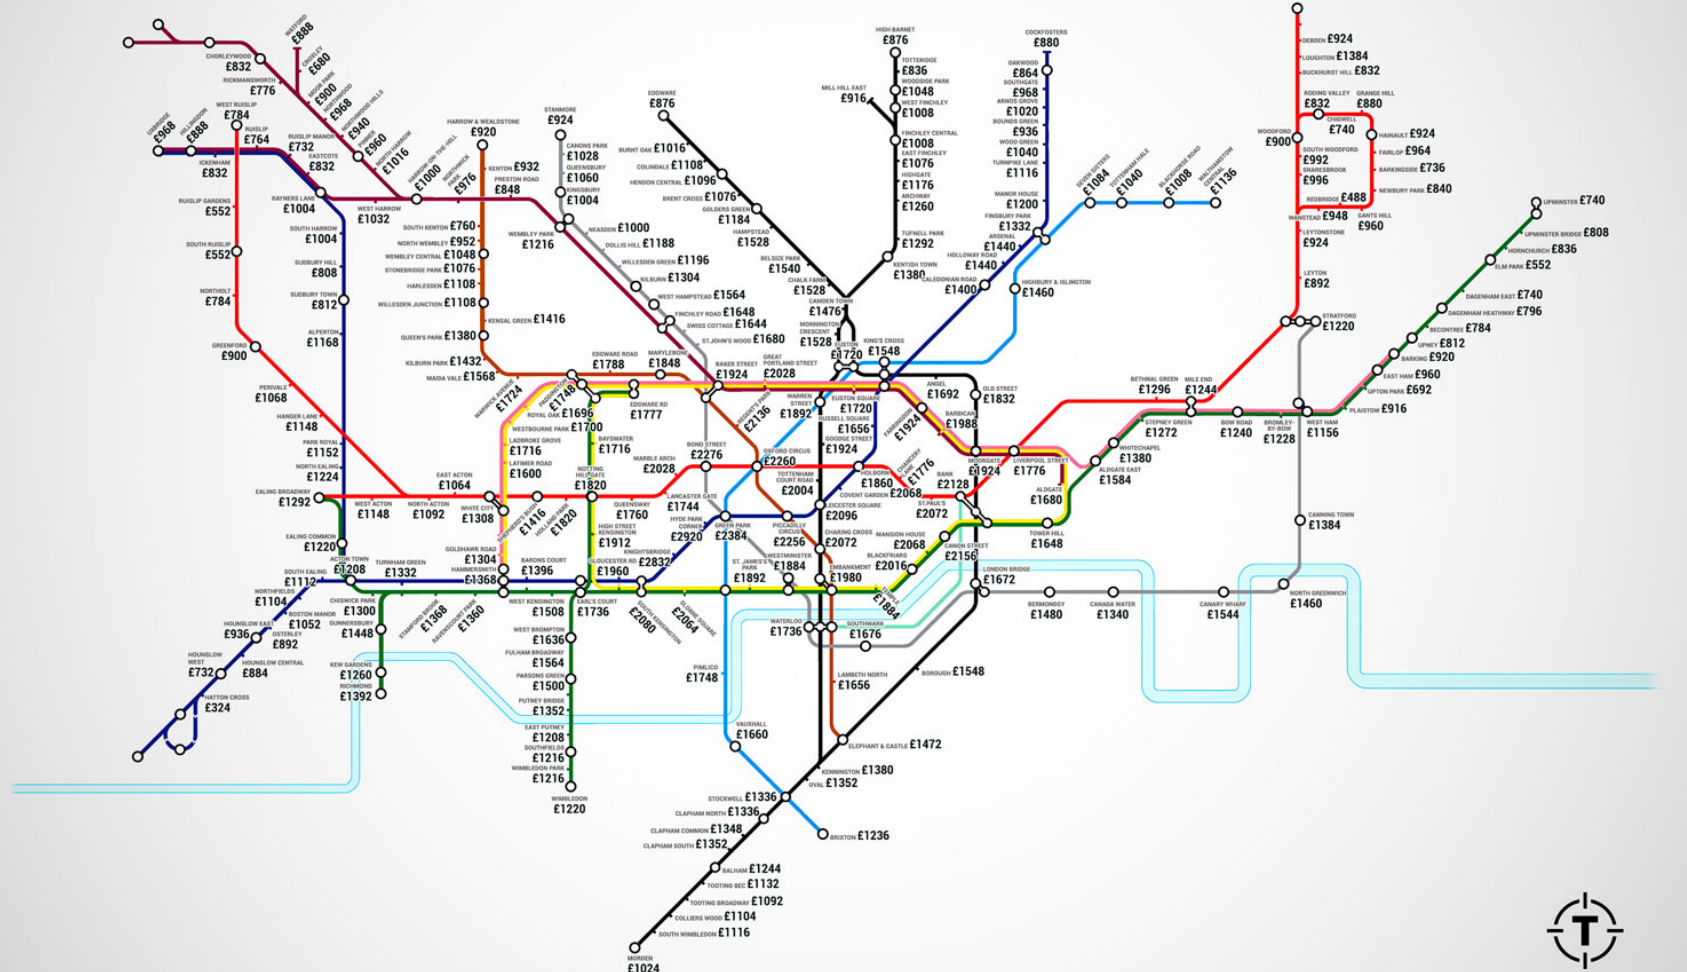 CHORLEYWOOD
£832
RICKMANSWORTH
£776
WATFORD
£888
CROXLEY
£680
MOOR PARK
£900
NORTHWOOD
£968
NORTHWOOD HILLS
£940
PINNER
£960
NORTH HARROW
£1016
HARROW-ON-THE-HILL
£1000
NORTHWICK PARK
£976
PRESTON ROAD
£848
UXBRIDGE
£968
HILLINGDON
£888
WEST RUISLIP
£784
RUISLIP
£764
RUISLIP MANOR
£732
EASTCOTE
£832
ICKENHAM
£832
RAYNERS LANE
£1004
WEST HARROW
£1032
RUISLIP GARDENS
£552
SOUTH RUISLIP
£552
NORTHOLT
£784
GREENFORD
£900
PERIVALE
£1068
HANGER LANE
£1148
SOUTH HARROW
£1004
SUDBURY HILL
£808
SUDBURY TOWN
£812
ALPERTON
£1168
PARK ROYAL
£1152
NORTH EALING
£1224
EALING BROADWAY
£1292
WEST ACTON
£1148
NORTH ACTON
£1092
EAST ACTON
£1064
WHITE CITY
£1308
EALING COMMON
£1220
ACTON TOWN
£1208
SOUTH EALING
£1112
NORTHFIELDS
£1104
BOSTON MANOR
£1052
HOUNSLOW EAST
£936
OSTERLEY
£892
HOUNSLOW WEST
£732
HOUNSLOW CENTRAL
£884
HATTON CROSS
£324
HARROW & WEALDSTONE
£920
KENTON £932
SOUTH KENTON £760
NORTH WEMBLEY £952
WEMBLEY CENTRAL £1048
STONEBRIDGE PARK £1076
HARLESDEN £1108
WILLESDEN JUNCTION £1108
KENSAL GREEN £1416
QUEEN'S PARK £1380
KILBURN PARK £1432
MAIDA VALE £1568
WARWICK AVENUE
£1724
STANMORE
£924
CANONS PARK
£1028
QUEENSBURY
£1060
KINGSBURY
£1004
WEMBLEY PARK
£1216
NEASDEN £1000
DOLLIS HILL £1188
WILLESDEN GREEN £1196
KILBURN £1304
WEST HAMPSTEAD £1564
FINCHLEY ROAD £1648
SWISS COTTAGE £1644
ST.JOHN'S WOOD £1680
EDGWARE
£876
BURNT OAK £1016
COLINDALE £1108
HENDON CENTRAL £1096
BRENT CROSS £1076
GOLDERS GREEN
£1184
HAMPSTEAD
£1528
BELSIZE PARK
£1540
CHALK FARM
£1528
CAMDEN TOWN
£1476
MORNINGTON CRESCENT
£1528
EUSTON
£1720
KING'S CROSS
£1548
HIGH BARNET
£876
TOTTERIDGE
£836
WOODSIDE PARK
£1048
MILL HILL EAST
£916
WEST FINCHLEY
£1008
FINCHLEY CENTRAL
£1008
EAST FINCHLEY
£1076
HIGHGATE
£1176
ARCHWAY
£1260
TUFNELL PARK
£1292
KENTISH TOWN
£1380
COCKFOSTERS
£880
OAKWOOD
£864
SOUTHGATE
£968
ARNOS GROVE
£1020
BOUNDS GREEN
£936
WOOD GREEN
£1040
TURNPIKE LANE
£1116
MANOR HOUSE
£1200
FINSBURY PARK
£1332
ARSENAL
£1440
HOLLOWAY ROAD
£1440
CALEDONIAN ROAD
£1400
SEVEN SISTERS
£1084
TOTTENHAM HALE
£1040
BLACKHORSE ROAD
£1008
WALTHAMSTOW CENTRAL
£1136
HIGHBURY & ISLINGTON
£1460
DEBDEN £924
LOUGHTON £1384
BUCKHURST HILL £832
RODING VALLEY
£832
GRANGE HILL
£880
CHIGWELL
£740
HAINAULT £924
FAIRLOP £964
BARKINGSIDE £736
NEWBURY PARK £840
REDBRIDGE £488
GANTS HILL
£960
WOODFORD
£900
SOUTH WOODFORD
£992
SNARESBROOK
£996
WANSTEAD £948
LEYTONSTONE
£924
LEYTON
£892
STRATFORD
£1220
UPMINSTER £740
UPMINSTER BRIDGE £808
HORNCHURCH £836
ELM PARK £552
DAGENHAM EAST £740
DAGENHAM HEATHWAY £796
BECONTREE £784
UPNEY £812
BARKING £920
EAST HAM £960
UPTON PARK £692
PLAISTOW £916
WEST HAM
£1156
BROMLEY-BY-BOW
£1228
BOW ROAD
£1240
MILE END
£1244
BETHNAL GREEN
£1296
STEPNEY GREEN
£1272
WHITECHAPEL
£1380
ALDGATE EAST
£1584
EDGWARE ROAD
£1788
MARYLEBONE
£1848
BAKER STREET
£1924
GREAT PORTLAND STREET
£2028
PADDINGTON
£1748
EDGWARE RD
£1777
ROYAL OAK £1696
WESTBOURNE PARK £1700
LADBROKE GROVE
£1716
LATIMER ROAD
£1600
BAYSWATER
£1716
NOTTING HILL GATE
£1820
SHEPHERD'S BUSH
£1416
HOLLAND PARK
£1820
QUEENSWAY
£1760
LANCASTER GATE
£1744
MARBLE ARCH
£2028
BOND STREET
£2276
REGENT'S PARK
£2136
OXFORD CIRCUS
£2260
WARREN STREET
£1892
EUSTON SQUARE
£1720
RUSSELL SQUARE
£1656
GOODGE STREET
£1924
TOTTENHAM COURT ROAD
£2004
HOLBORN
£1860
CHANCERY LANE
£1776
COVENT GARDEN £2068
ST.PAUL'S
£2072
BANK
£2128
FARRINGDON
£1924
ANGEL
£1692
BARBICAN
£1988
OLD STREET
£1832
MOORGATE
£1924
LIVERPOOL STREET
£1776
ALDGATE
£1680
TOWER HILL
£1648
LEICESTER SQUARE
£2096
PICCADILLY CIRCUS
£2256
CHARING CROSS
£2072
GREEN PARK
£2384
HYDE PARK CORNER
£2920
KNIGHTSBRIDGE
£2832
HIGH STREET KENSINGTON
£1912
GLOUCESTER RD
£1960
SOUTH KENSINGTON
£2080
SLOANE SQUARE
£2064
ST. JAMES'S PARK
£1892
WESTMINSTER
£1884
EMBANKMENT
£1980
TEMPLE
£1884
BLACKFRIARS
£2016
MANSION HOUSE
£2068
CANON STREET
£2156
LONDON BRIDGE
£1672
GOLDHAWK ROAD
£1304
HAMMERSMITH
£1368
BARONS COURT
£1396
WEST KENSINGTON
£1508
EARL'S COURT
£1736
TURNHAM GREEN
£1332
CHISWICK PARK
£1300
STAMFORD BROOK
£1368
RAVENSCOURT PARK
£1360
GUNNERSBURY
£1448
KEW GARDENS
£1260
RICHMOND
£1392
WEST BROMPTON
£1636
FULHAM BROADWAY
£1564
PARSONS GREEN
£1500
PUTNEY BRIDGE
£1352
EAST PUTNEY
£1208
SOUTHFIELDS
£1216
WIMBLEDON PARK
£1216
WIMBLEDON
£1220
PIMLICO
£1748
VAUXHALL
£1660
WATERLOO
£1736
SOUTHWARK
£1676
LAMBETH NORTH
£1656
ELEPHANT & CASTLE £1472
BOROUGH £1548
BERMONDSY
£1480
CANADA WATER
£1340
CANARY WHARF
£1544
NORTH GREENWICH
£1460
CANNING TOWN
£1384
KENNINGTON £1380
OVAL £1352
STOCKWELL £1336
CLAPHAM NORTH £1336
CLAPHAM COMMON £1348
CLAPHAM SOUTH £1352
BRIXTON £1236
BALHAM £1244
TOOTING BEC £1132
TOOTING BROADWAY £1092
COLLIERS WOOD £1104
SOUTH WIMBLEDON £1116
MORDEN
£1024
T